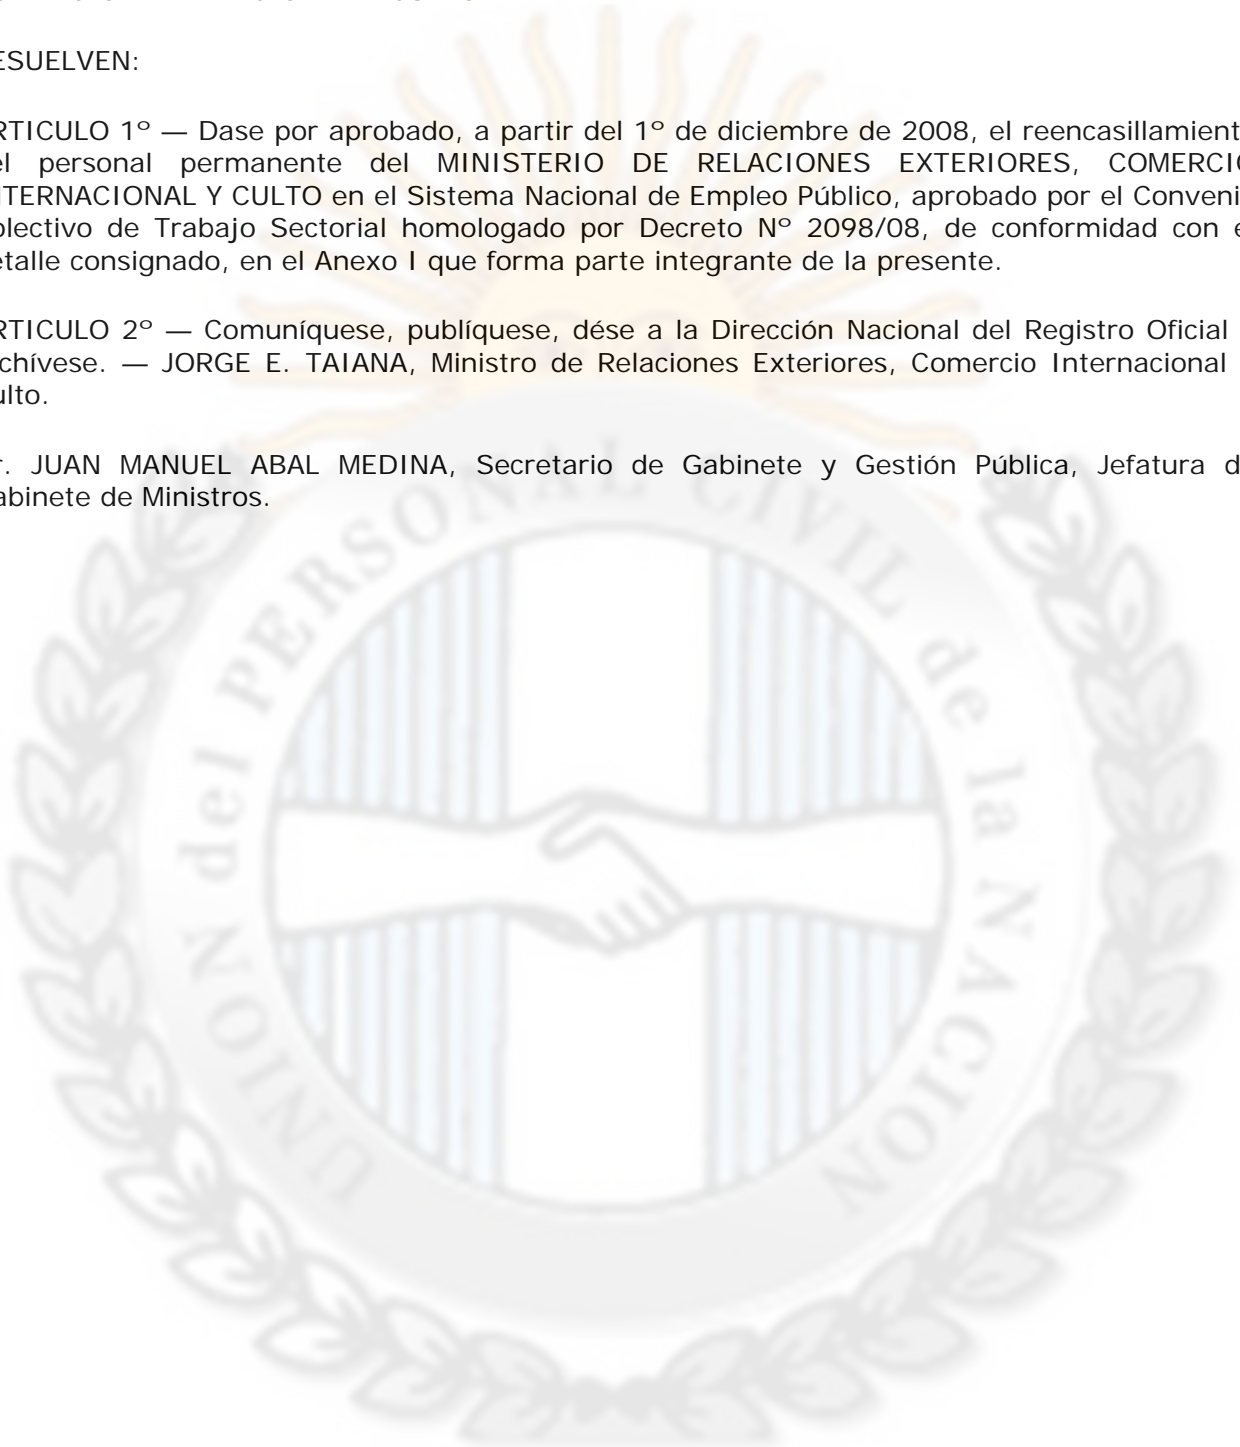 ESUELVEN:
RTICULO 1º — Dase por aprobado, a partir del 1º de diciembre de 2008, el reencasillamient
el personal permanente del MINISTERIO DE RELACIONES EXTERIORES, COMERCIO
NTERNACIONAL Y CULTO en el Sistema Nacional de Empleo Público, aprobado por el Conveni
olectivo de Trabajo Sectorial homologado por Decreto Nº 2098/08, de conformidad con e
etalle consignado, en el Anexo I que forma parte integrante de la presente.
RTICULO 2º — Comuníquese, publíquese, dése a la Dirección Nacional del Registro Oficial
chívese. — JORGE E. TAIANA, Ministro de Relaciones Exteriores, Comercio Internacional
ulto.
r. JUAN MANUEL ABAL MEDINA, Secretario de Gabinete y Gestión Pública, Jefatura d
abinete de Ministros.
UNION del PERSONAL CIVIL de la NACION